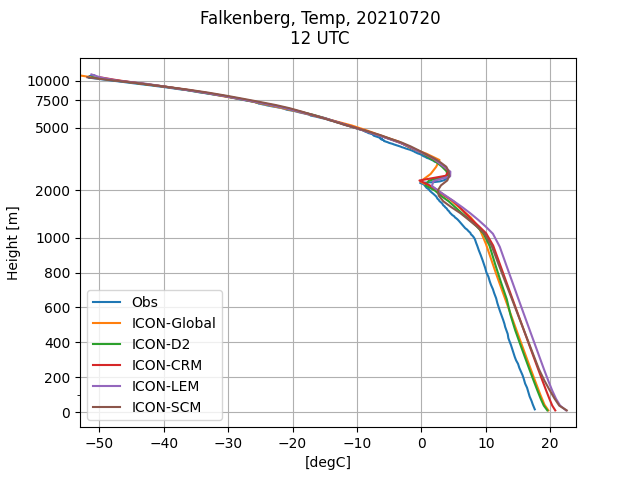 Falkenberg, Temp, 20210720
12 UTC
Height [m]
10000
7500
5000
2000
1000
800
600
400
200
0
Obs
ICON-Global
ICON-D2
ICON-CRM
ICON-LEM
ICON-SCM
−50 −40 −30 −20 −10 0 10 20
[degC]